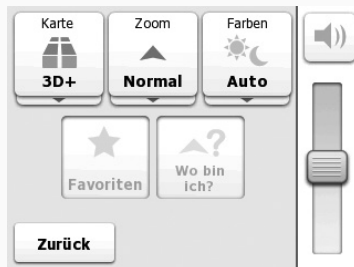 Karte
Zoom
Farben
3D+
Normal
Auto
?
Favoriten
Wo bin
ich?
Zurück